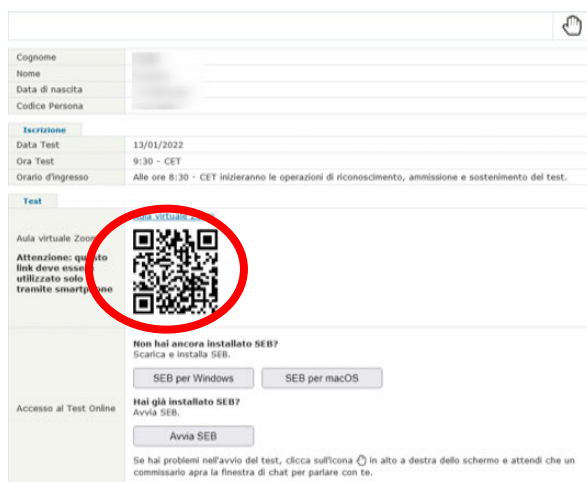 Cognome
Nome
Data di nascita
Codice Persona
Iscrizione
Data Test 13/01/2022
Ora Test 9:30 - CET
Orario d'ingresso Alle ore 8:30 - CET inizieranno le operazioni di riconoscimento, ammissione e sostenimento del test.
Test
Aula virtuale Zoom
Aula virtuale Zoom
Attenzione: questo
link deve essere
utilizzato solo
tramite smartphone
Non hai ancora installato SEB?
Scarica e installa SEB.
SEB per Windows SEB per macOS
Accesso al Test Online
Hai già installato SEB?
Avvia SEB.
Avvia SEB
Se hai problemi nell'avvio del test, clicca sull'icona in alto a destra dello schermo e attendi che un
commissario apra la finestra di chat per parlare con te.